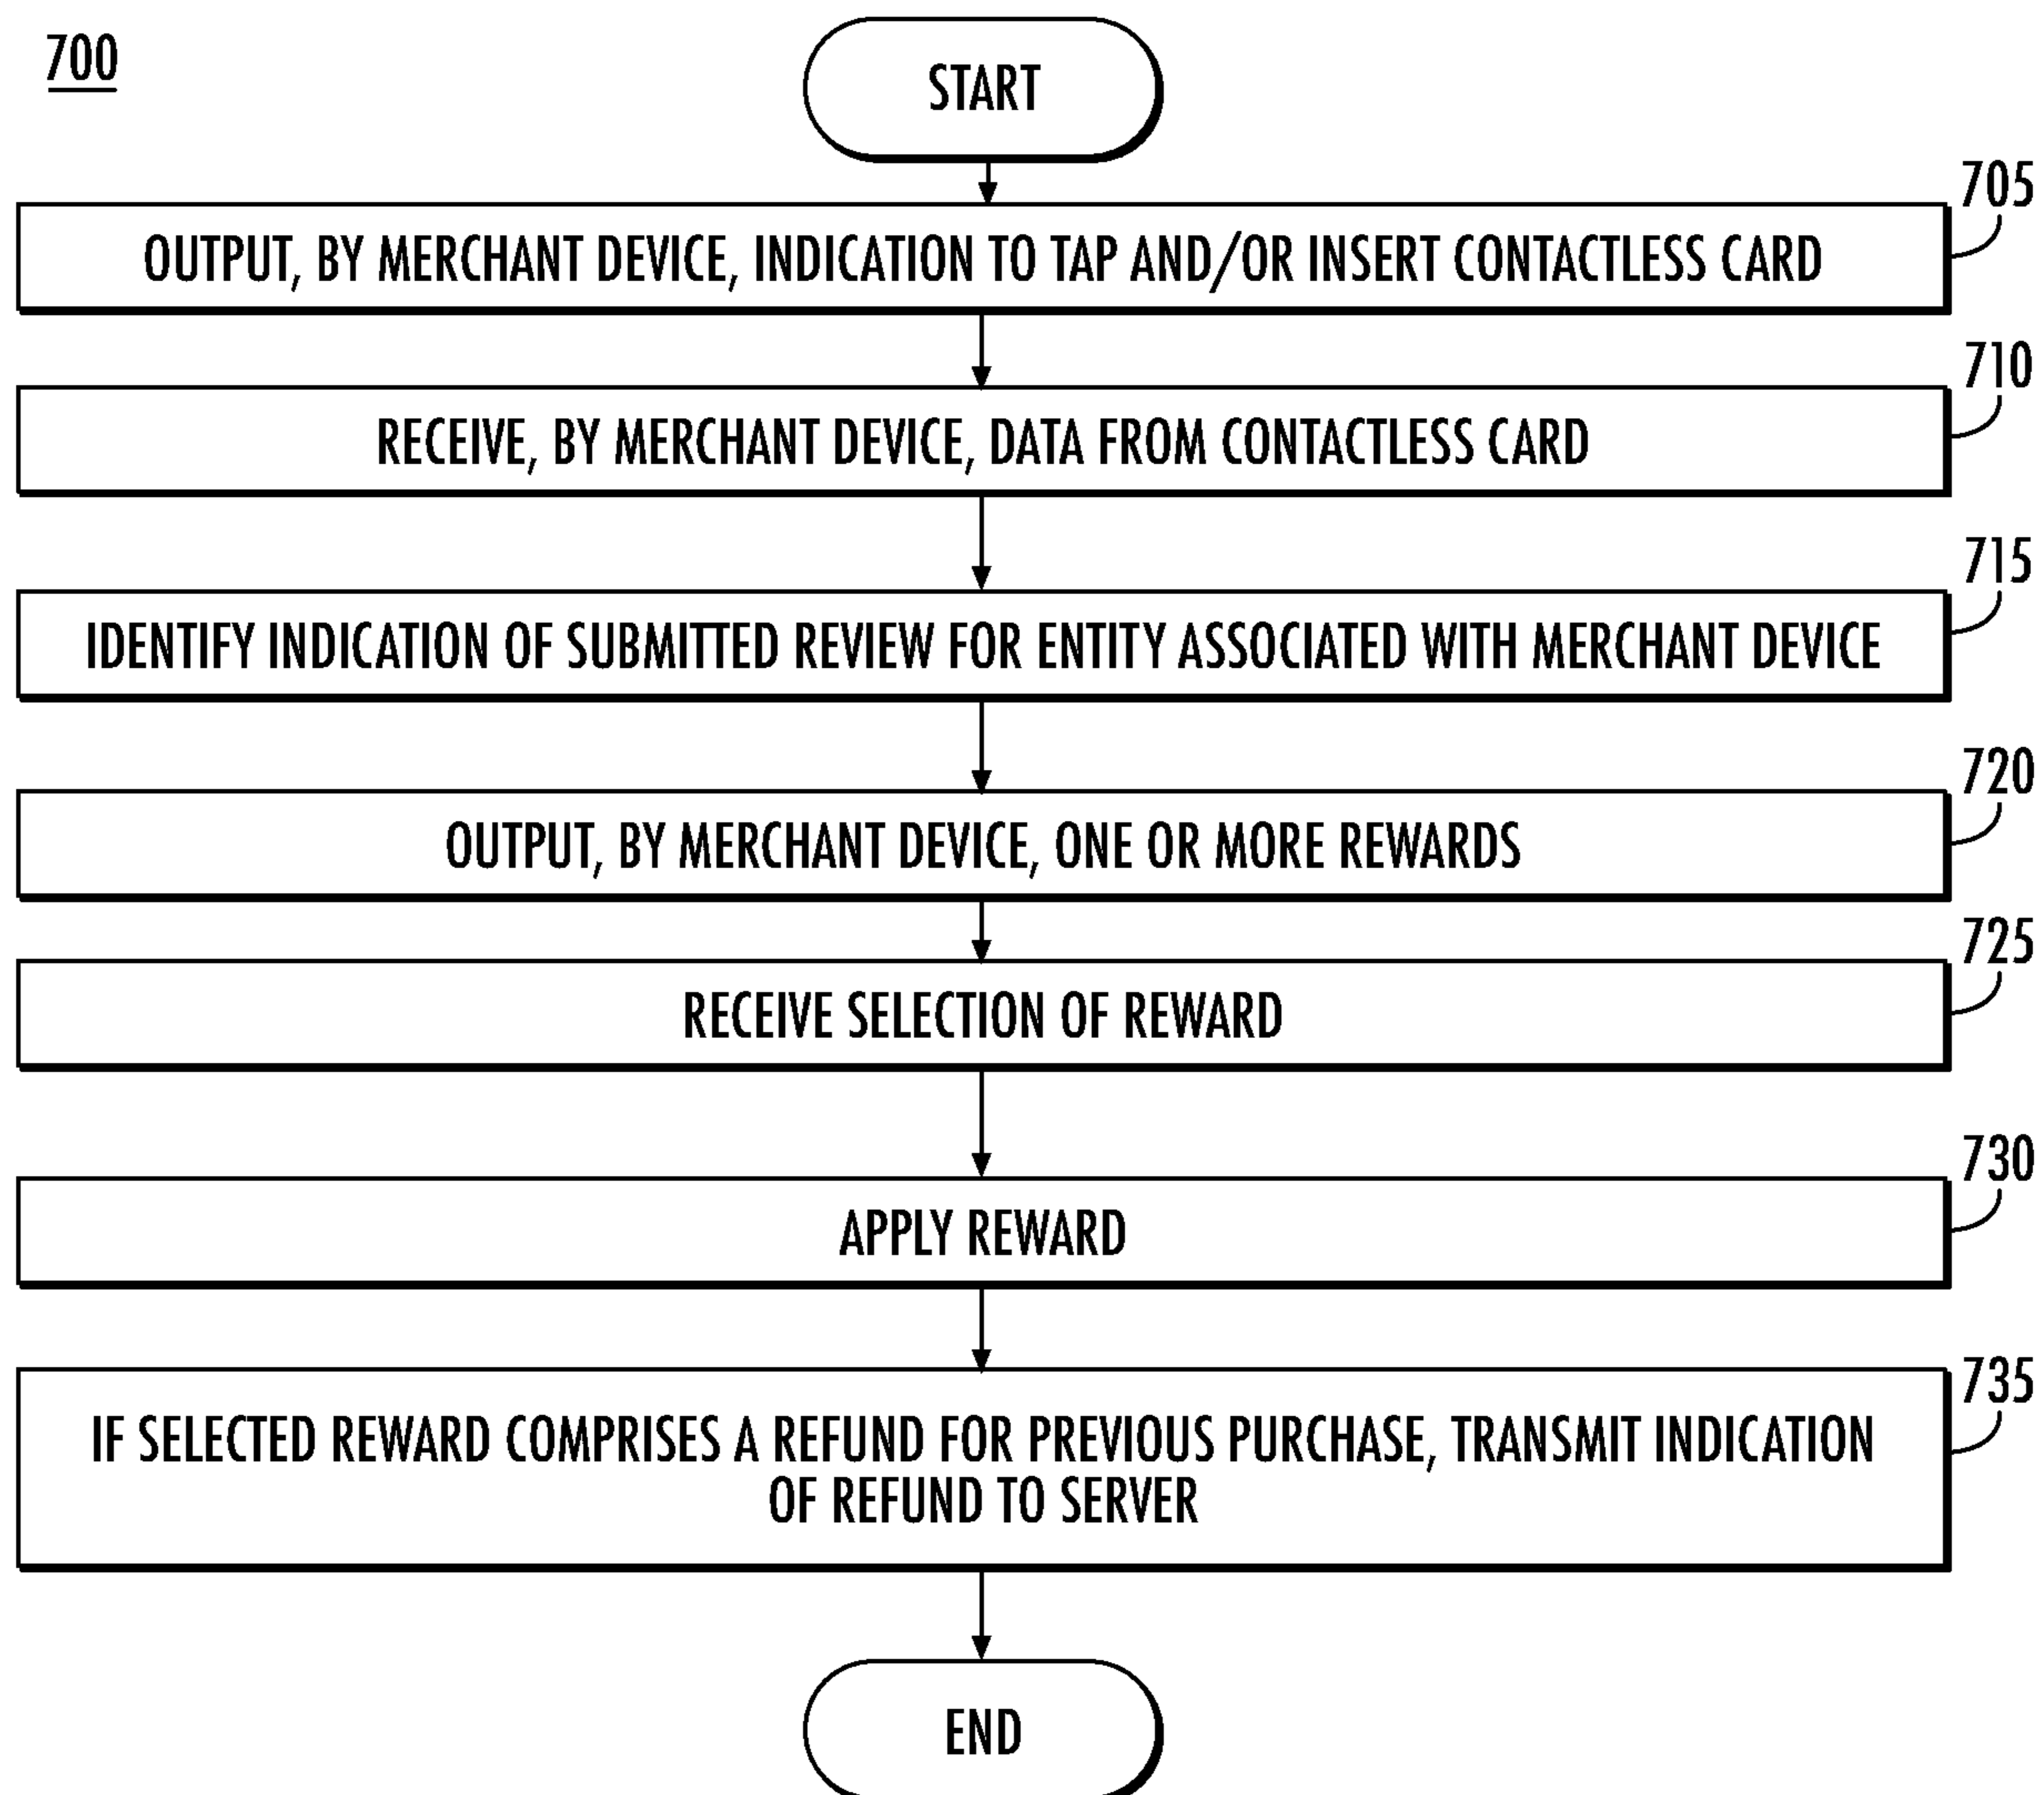 700
START
705
OUTPUT, BY MERCHANT DEVICE, INDICATION TO TAP AND/OR INSERT CONTACTLESS CARD
710
RECEIVE, BY MERCHANT DEVICE, DATA FROM CONTACTLESS CARD
715
IDENTIFY INDICATION OF SUBMITTED REVIEW FOR ENTITY ASSOCIATED WITH MERCHANT DEVICE
720
OUTPUT, BY MERCHANT DEVICE, ONE OR MORE REWARDS
725
RECEIVE SELECTION OF REWARD
730
APPLY REWARD
735
IF SELECTED REWARD COMPRISES A REFUND FOR PREVIOUS PURCHASE, TRANSMIT INDICATION
OF REFUND TO SERVER
END